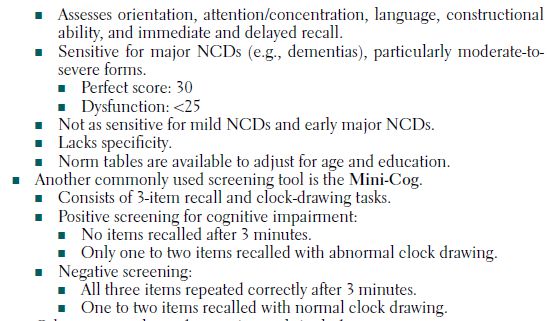 ▪ Assesses orientation, attention/concentration, language, constructional
ability, and immediate and delayed recall.
▪ Sensitive for major NCDs (e.g., dementias), particularly moderate-to-
severe forms.
▪ Perfect score: 30
▪ Dysfunction: <25
▪ Not as sensitive for mild NCDs and early major NCDs.
▪ Lacks specificity.
▪ Norm tables are available to adjust for age and education.
▪ Another commonly used screening tool is the Mini-Cog.
▪ Consists of 3-item recall and clock-drawing tasks.
▪ Positive screening for cognitive impairment:
▪ No items recalled after 3 minutes.
▪ Only one to two items recalled with abnormal clock drawing.
▪ Negative screening:
▪ All three items repeated correctly after 3 minutes.
▪ One to two items recalled with normal clock drawing.